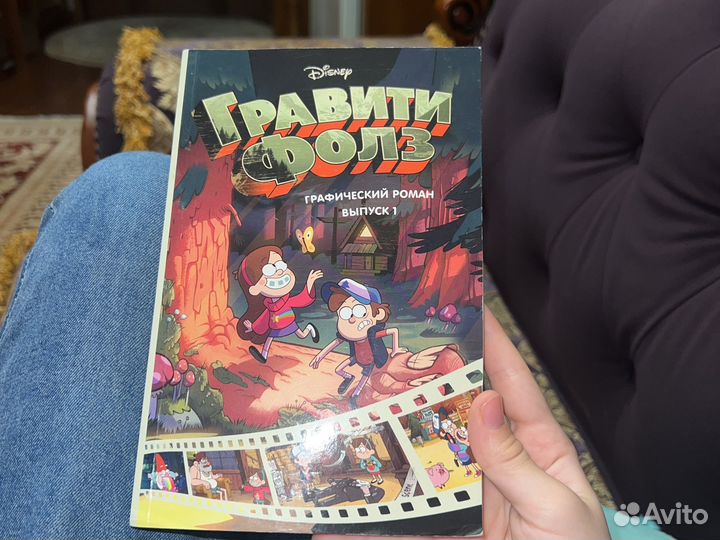 Disney
ГРАВИТИ
ФОЛЗ
ГРАФИЧЕСКИЙ РОМАН
ВЫПУСК 1
Avito